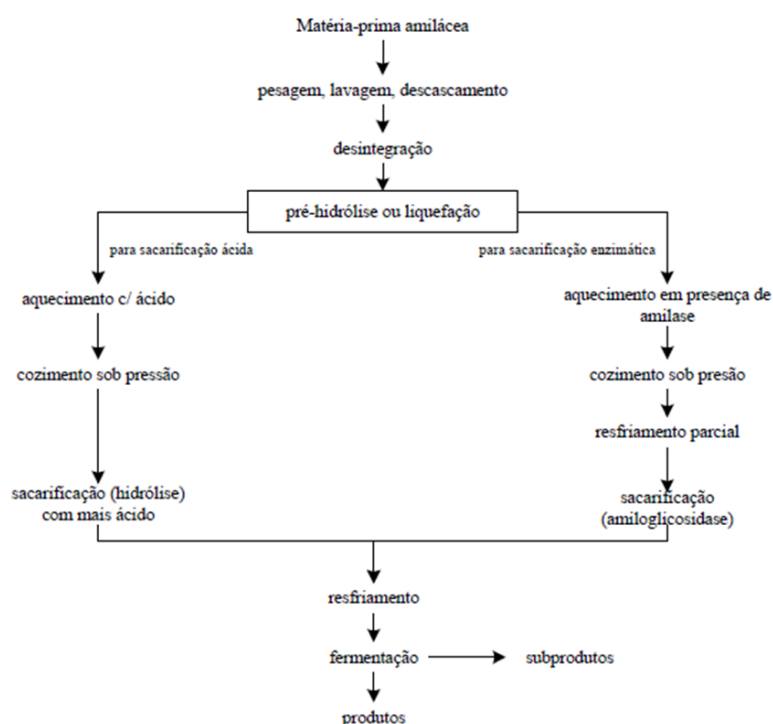 Matéria-prima amilácea
pesagem, lavagem, descascamento
desintegração
pré-hidrólise ou liquefação
para sacarificação ácida
para sacarificação enzimática
aquecimento c/ ácido
aquecimento em presença de
amilase
cozimento sob pressão
cozimento sob presão
resfriamento parcial
sacarificação (hidrólise)
com mais ácido
sacarificação
(amiloglicosidase)
resfriamento
fermentação
subprodutos
produtos